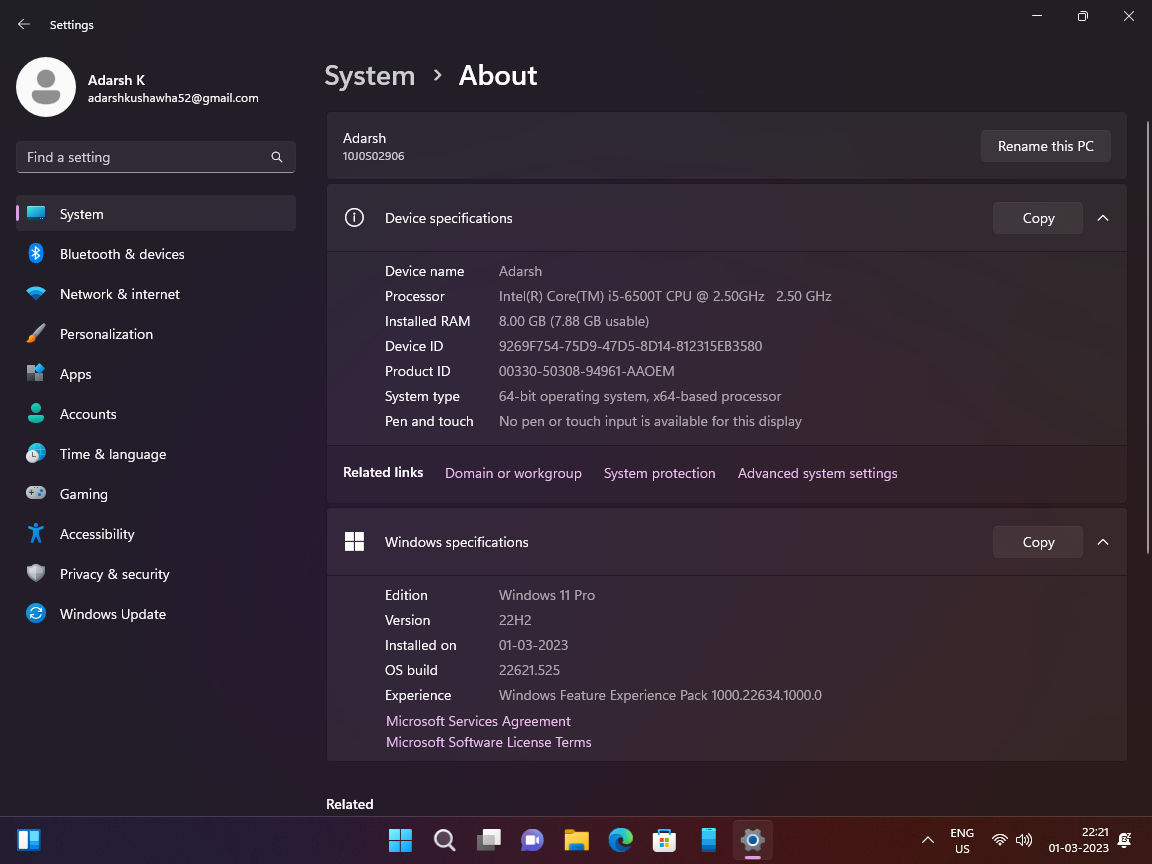 Settings
Adarsh K
adarshkushawha52@gmail.com
Find a setting
System
Bluetooth & devices
Network & internet
Personalization
Apps
Accounts
Time & language
Gaming
Accessibility
Privacy & security
Windows Update
System > About
Adarsh
10J0S02906
Rename this PC
Device specifications
Copy
Device name Adarsh
Processor Intel(R) Core(TM) i5-6500T CPU @ 2.50GHz 2.50 GHz
Installed RAM 8.00 GB (7.88 GB usable)
Device ID 9269F754-75D9-47D5-8D14-812315EB3580
Product ID 00330-50308-94961-AAOEM
System type 64-bit operating system, x64-based processor
Pen and touch No pen or touch input is available for this display
Related links Domain or workgroup System protection Advanced system settings
Windows specifications
Copy
Edition Windows 11 Pro
Version 22H2
Installed on 01-03-2023
OS build 22621.525
Experience Windows Feature Experience Pack 1000.22634.1000.0
Microsoft Services Agreement
Microsoft Software License Terms
Related
ENG
US
22:21
01-03-2023